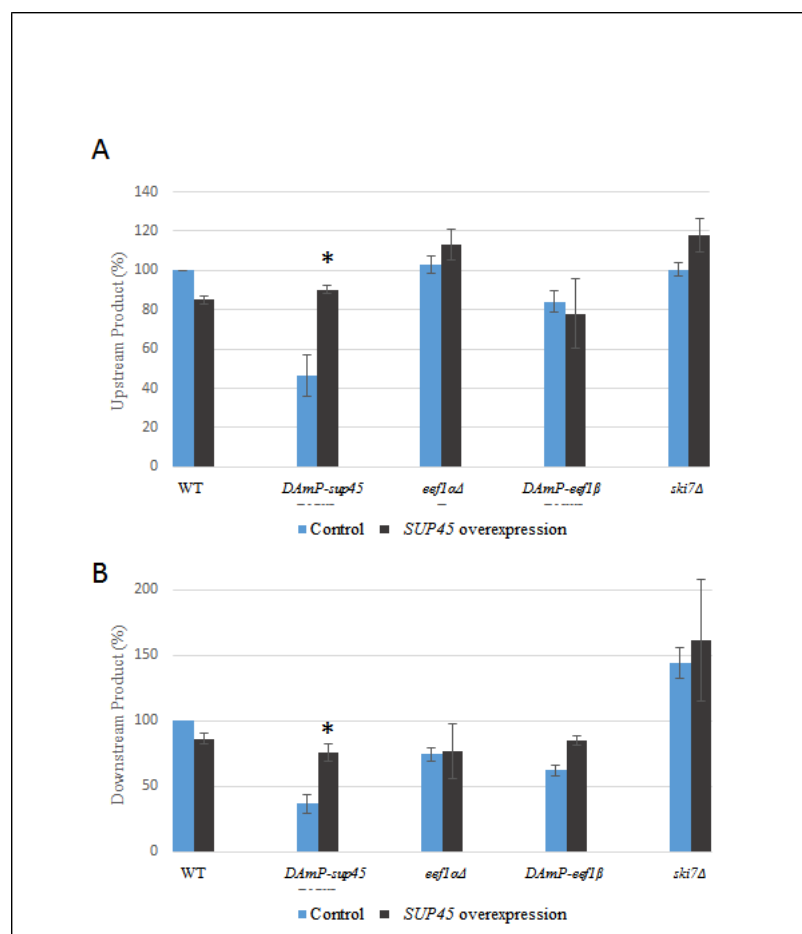 A
140
120
100
80
60
40
20
0
Upstream Product (%)
*
WT DAmP-sup45 eef1αΔ DAmP-eef1β ski7Δ
Control SUP45 overexpression
B
200
150
100
50
0
Downstream Product (%)
*
WT DAmP-sup45 eef1αΔ DAmP-eef1β ski7Δ
Control SUP45 overexpression